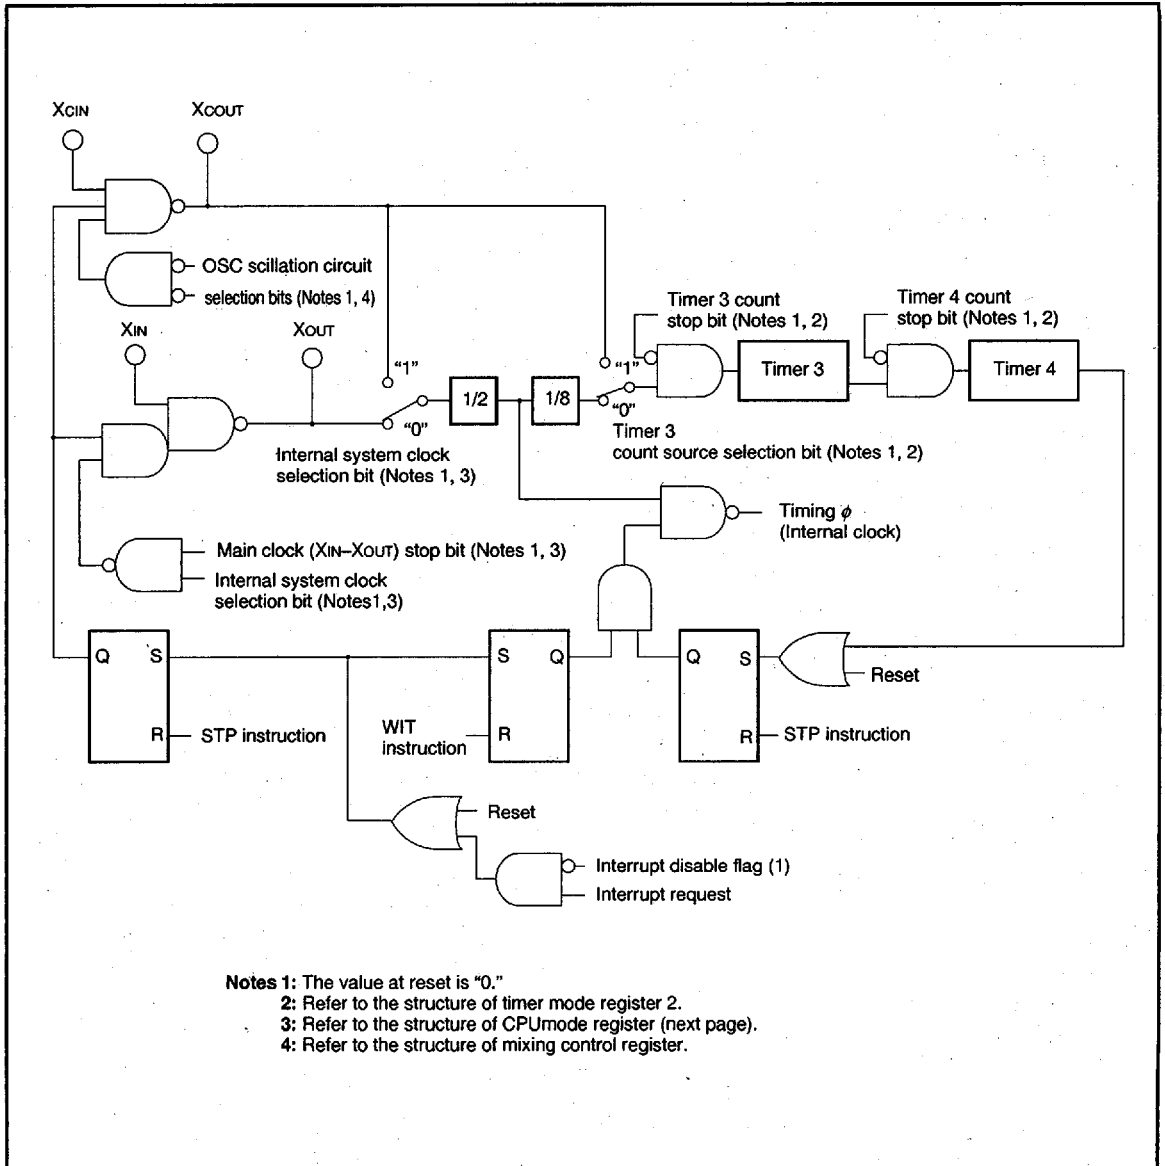 XCIN
XCOUT
OSC scillation circuit
selection bits (Notes 1, 4)
XIN
XOUT
"1"
"0"
Internal system clock
selection bit (Notes 1, 3)
1/2
1/8
"1"
"0"
Timer 3
count source selection bit (Notes 1, 2)
Timer 3 count
stop bit (Notes 1, 2)
Timer 3
Timer 4 count
stop bit (Notes 1, 2)
Timer 4
Timing ϕ
(Internal clock)
Main clock (XIN–XOUT) stop bit (Notes 1, 3)
Internal system clock
selection bit (Notes1,3)
Q S
R
STP instruction
S Q
R
WIT
instruction
Q S
R
STP instruction
Reset
Reset
Interrupt disable flag (1)
Interrupt request
Notes 1: The value at reset is "0."
2: Refer to the structure of timer mode register 2.
3: Refer to the structure of CPUmode register (next page).
4: Refer to the structure of mixing control register.